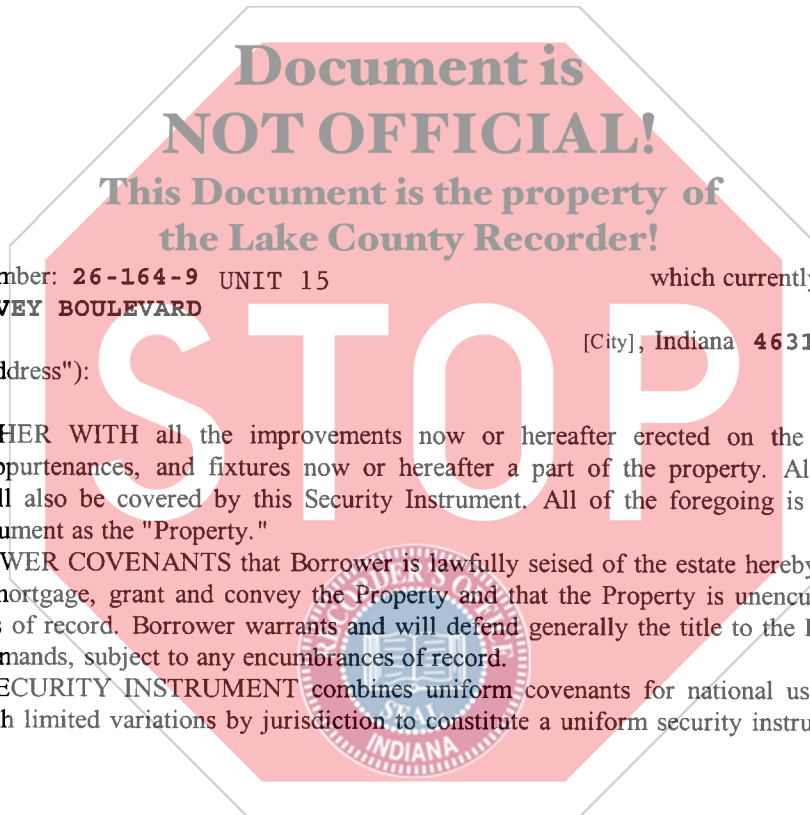 Document is
NOT OFFICIAL!
This Document is the property of
the Lake County Recorder!
mber: 26-164-9 UNIT 15 which currently
VEY BOULEVARD
[City], Indiana 4631
ddress"):
STOP
HER WITH all the improvements now or hereafter erected on the
ppurtenances, and fixtures now or hereafter a part of the property. Al
ll also be covered by this Security Instrument. All of the foregoing is
ument as the "Property."
WER COVENANTS that Borrower is lawfully seised of the estate hereby
nortgage, grant and convey the Property and that the Property is unencu
s of record. Borrower warrants and will defend generally the title to the
mands, subject to any encumbrances of record.
ECURITY INSTRUMENT combines uniform covenants for national us
h limited variations by jurisdiction to constitute a uniform security instru
RECORDER'S OFFICE
SEAL
INDIANA